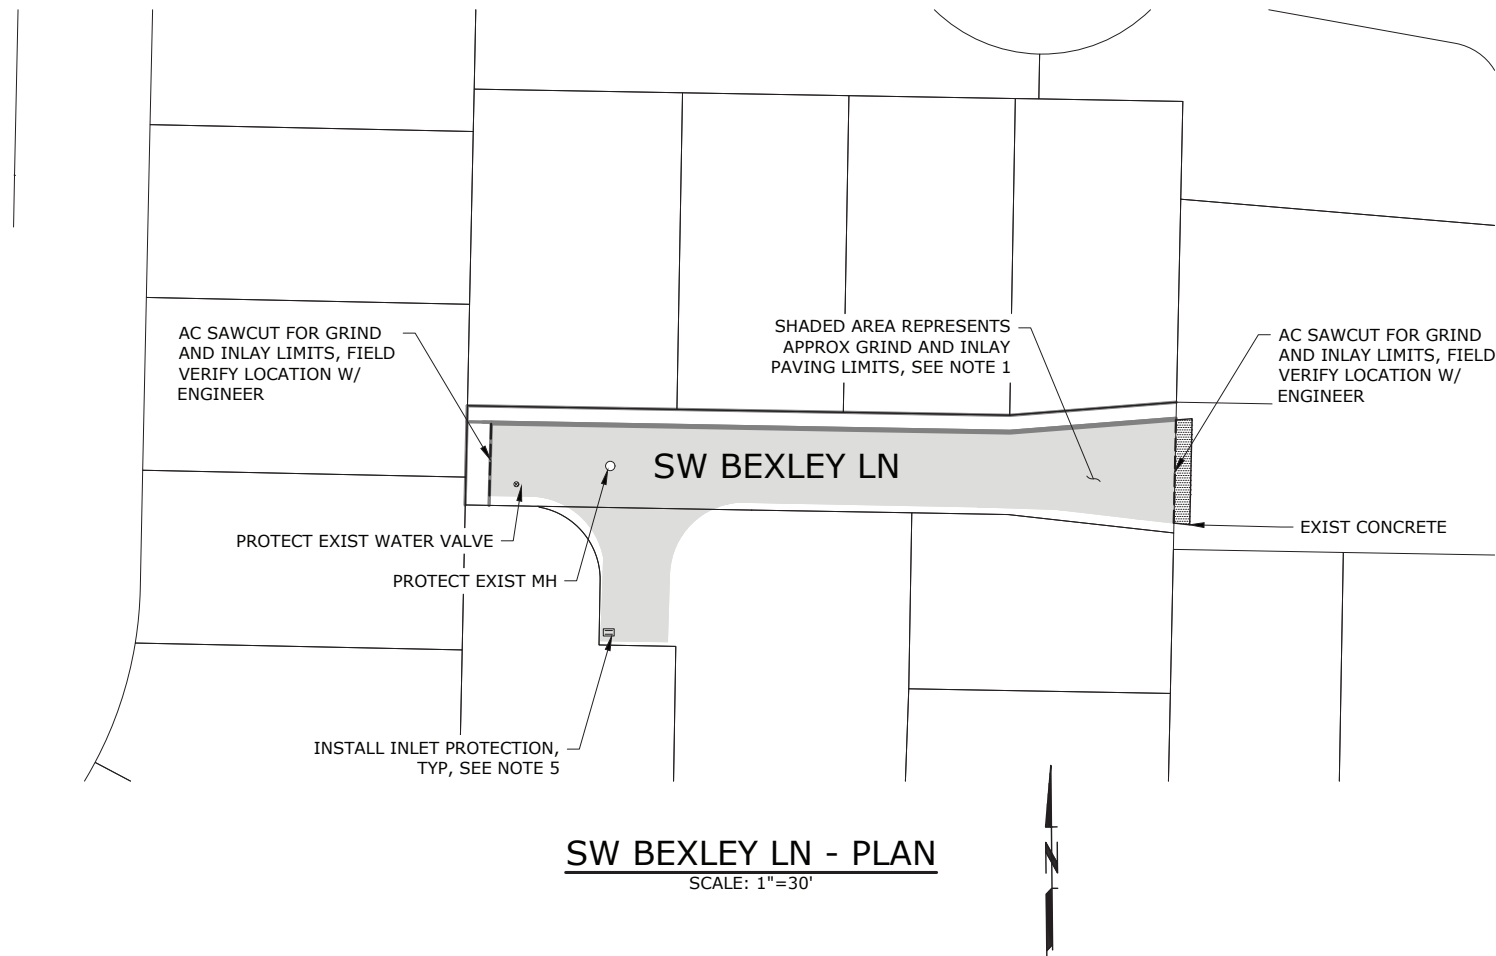 AC SAWCUT FOR GRIND
AND INLAY LIMITS, FIELD
VERIFY LOCATION W/
ENGINEER
SHADED AREA REPRESENTS
APPROX GRIND AND INLAY
PAVING LIMITS, SEE NOTE 1
AC SAWCUT FOR GRIND
AND INLAY LIMITS, FIELD
VERIFY LOCATION W/
ENGINEER
SW BEXLEY LN
PROTECT EXIST WATER VALVE
EXIST CONCRETE
PROTECT EXIST MH
INSTALL INLET PROTECTION,
TYP, SEE NOTE 5
SW BEXLEY LN - PLAN
SCALE: 1"=30'
N